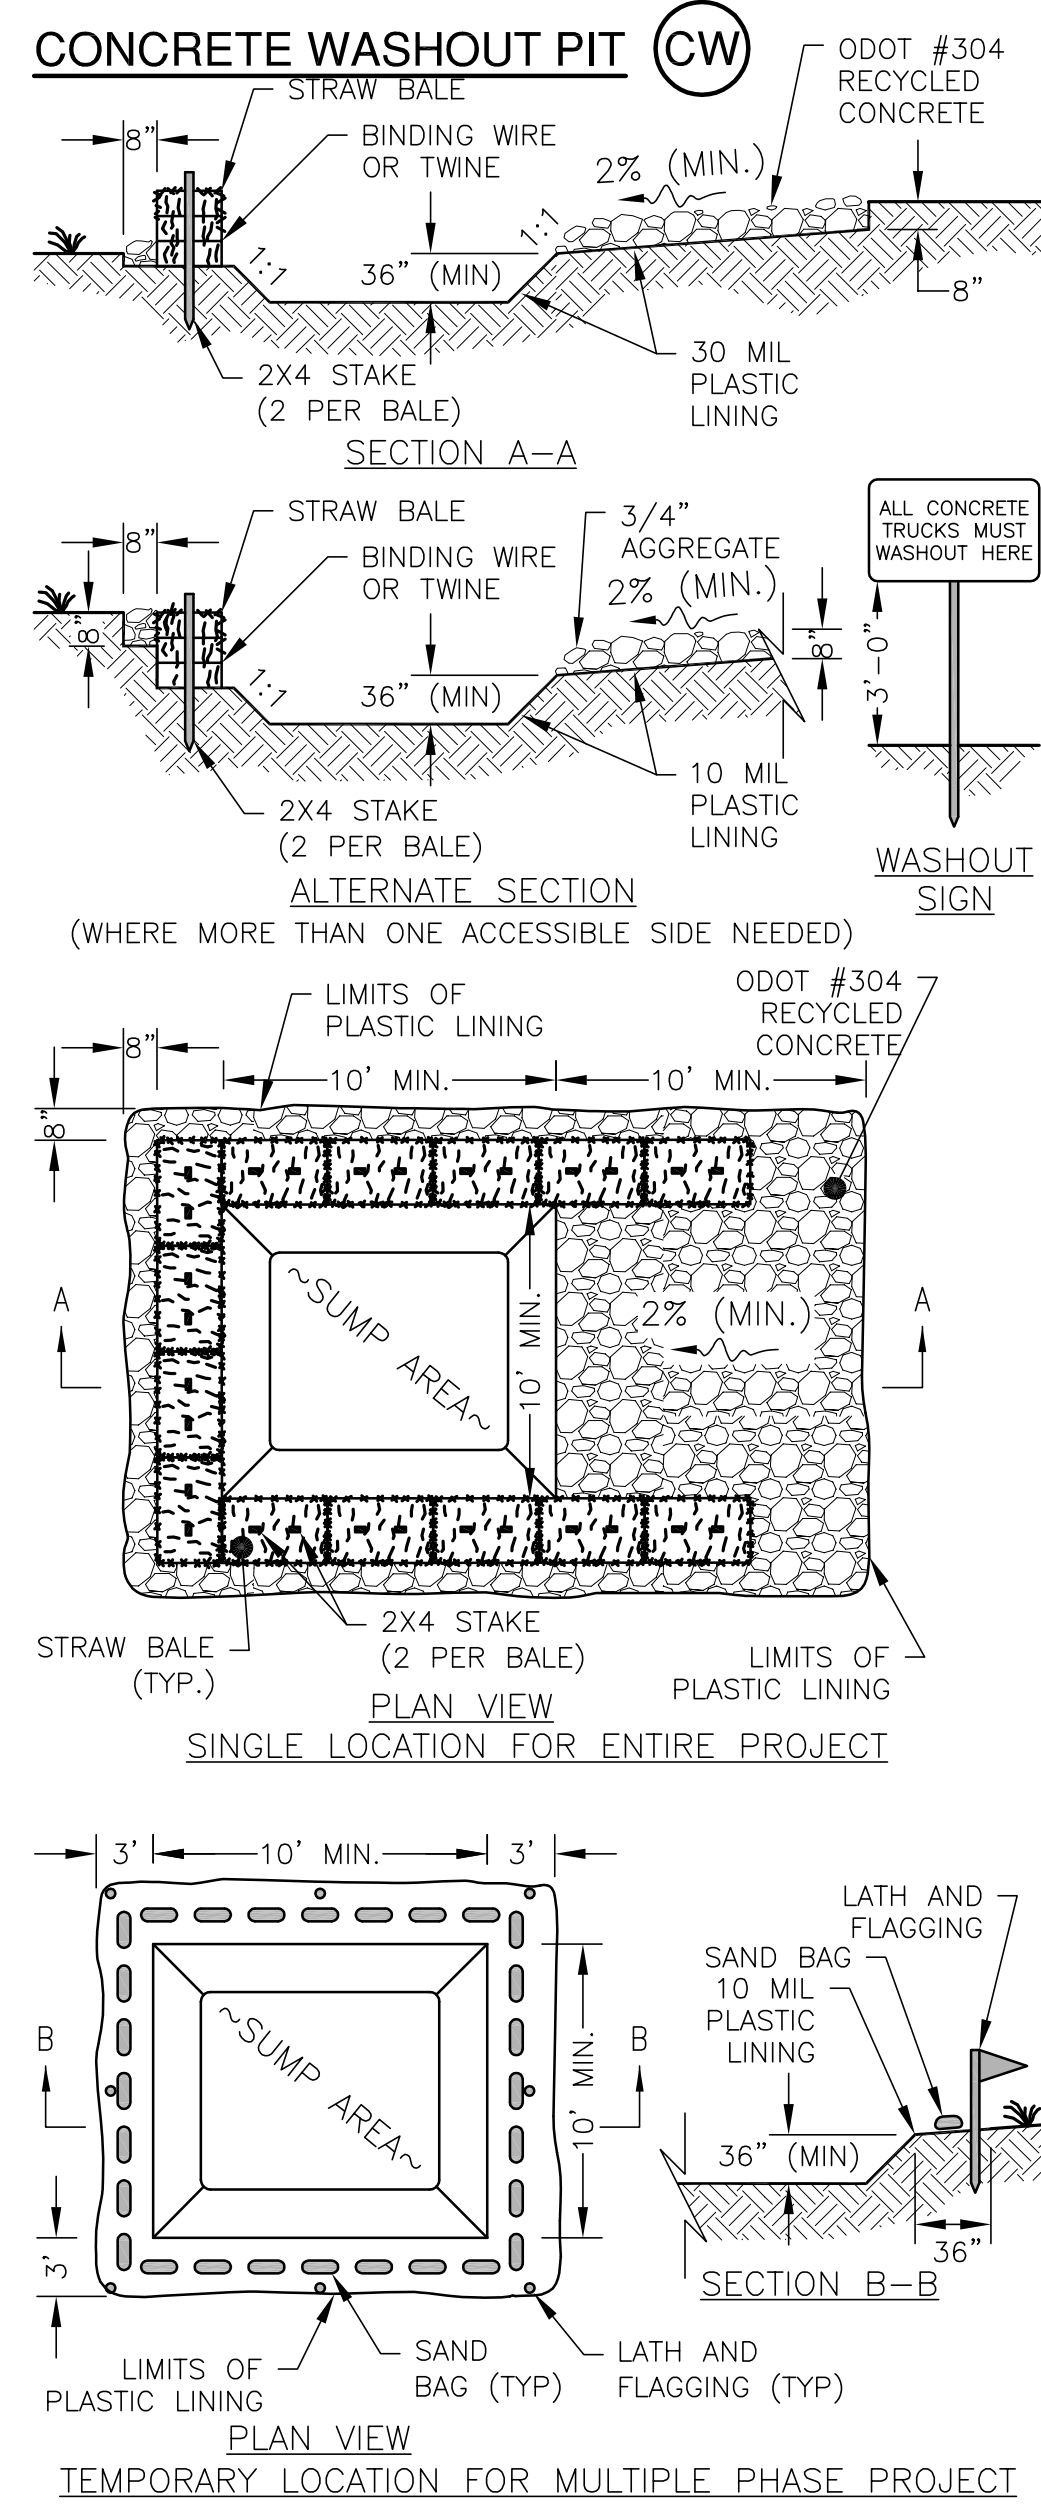 CONCRETE WASHOUT PIT
CW
STRAW BALE
BINDING WIRE
OR TWINE
8"
1:1
36" (MIN)
1:1
2% (MIN.)
ODOT #304
RECYCLED
CONCRETE
8"
30 MIL
PLASTIC
LINING
2X4 STAKE
(2 PER BALE)
SECTION A-A
STRAW BALE
BINDING WIRE
OR TWINE
8"
8"
1:1
36" (MIN)
3/4"
AGGREGATE
2% (MIN.)
8"
10 MIL
PLASTIC
LINING
2X4 STAKE
(2 PER BALE)
ALTERNATE SECTION
(WHERE MORE THAN ONE ACCESSIBLE SIDE NEEDED)
ALL CONCRETE
TRUCKS MUST
WASHOUT HERE
3'-0"
WASHOUT
SIGN
LIMITS OF
PLASTIC LINING
ODOT #304
RECYCLED
CONCRETE
8"
8"
10' MIN.
10' MIN.
~SUMP AREA~
10' MIN.
2% (MIN.)
A
A
STRAW BALE
(TYP.)
2X4 STAKE
(2 PER BALE)
LIMITS OF
PLASTIC LINING
PLAN VIEW
SINGLE LOCATION FOR ENTIRE PROJECT
3'
10' MIN.
3'
~SUMP AREA~
10' MIN.
B
B
3'
LIMITS OF
PLASTIC LINING
SAND
BAG (TYP)
LATH AND
FLAGGING (TYP)
LATH AND
FLAGGING
SAND BAG
10 MIL
PLASTIC
LINING
36" (MIN)
36"
SECTION B-B
PLAN VIEW
TEMPORARY LOCATION FOR MULTIPLE PHASE PROJECT